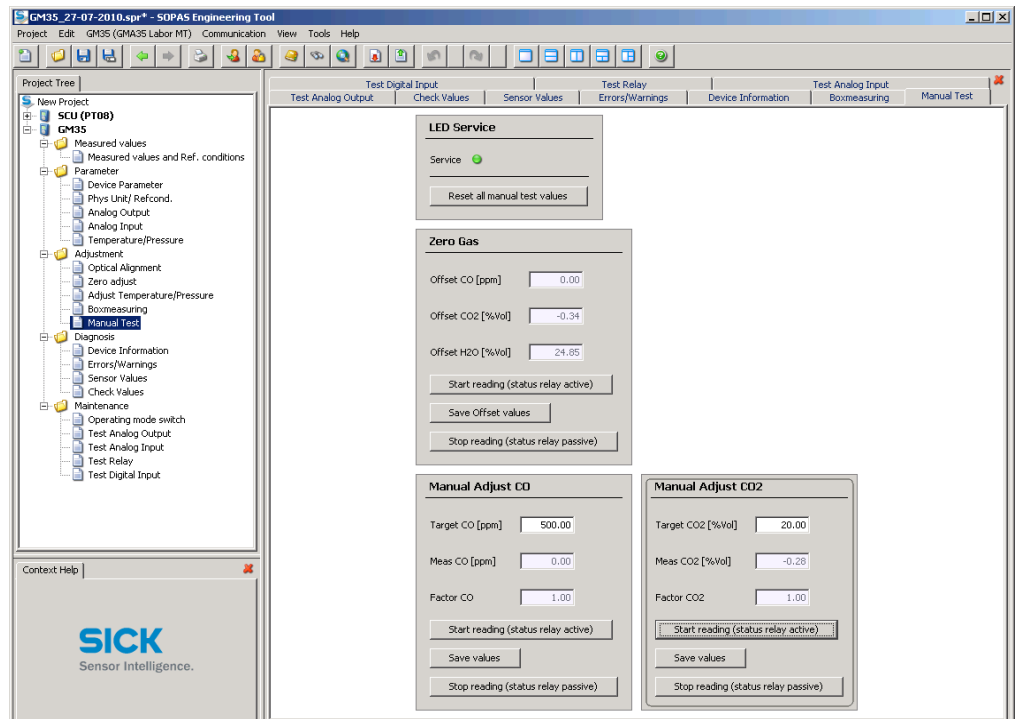 GM35_27-07-2010.spr* - SOPAS Engineering Tool
Project Edit GM35 (GMA35 Labor MT) Communication View Tools Help
Project Tree
New Project
SCU (PT08)
GM35
Measured values
Measured values and Ref. conditions
Parameter
Device Parameter
Phys Unit/ Refcond.
Analog Output
Analog Input
Temperature/Pressure
Adjustment
Optical Alignment
Zero adjust
Adjust Temperature/Pressure
Boxmeasuring
Manual Test
Diagnosis
Device Information
Errors/Warnings
Sensor Values
Check Values
Maintenance
Operating mode switch
Test Analog Output
Test Analog Input
Test Relay
Test Digital Input
Context Help
SICK
Sensor Intelligence.
Test Digital Input Test Relay Test Analog Input
Test Analog Output Check Values Sensor Values Errors/Warnings Device Information Boxmeasuring Manual Test
LED Service
Service
Reset all manual test values
Zero Gas
Offset CO [ppm] 0.00
Offset CO2 [%Vol] -0.34
Offset H2O [%Vol] 24.85
Start reading (status relay active)
Save Offset values
Stop reading (status relay passive)
Manual Adjust CO
Target CO [ppm] 500.00
Meas CO [ppm] 0.00
Factor CO 1.00
Start reading (status relay active)
Save values
Stop reading (status relay passive)
Manual Adjust CO2
Target CO2 [%Vol] 20.00
Meas CO2 [%Vol] -0.28
Factor CO2 1.00
Start reading (status relay active)
Save values
Stop reading (status relay passive)